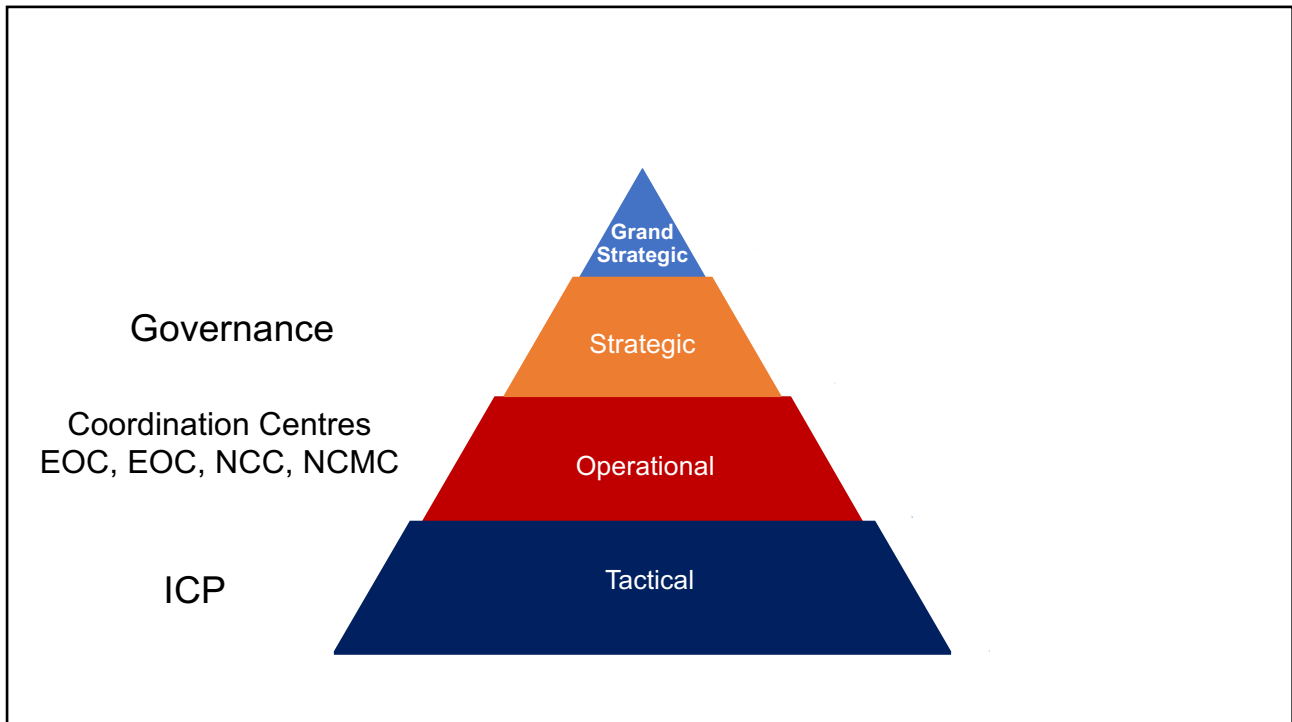 Grand
Strategic
Governance
Strategic
Coordination Centres
EOC, EOC, NCC, NCMC
Operational
ICP
Tactical